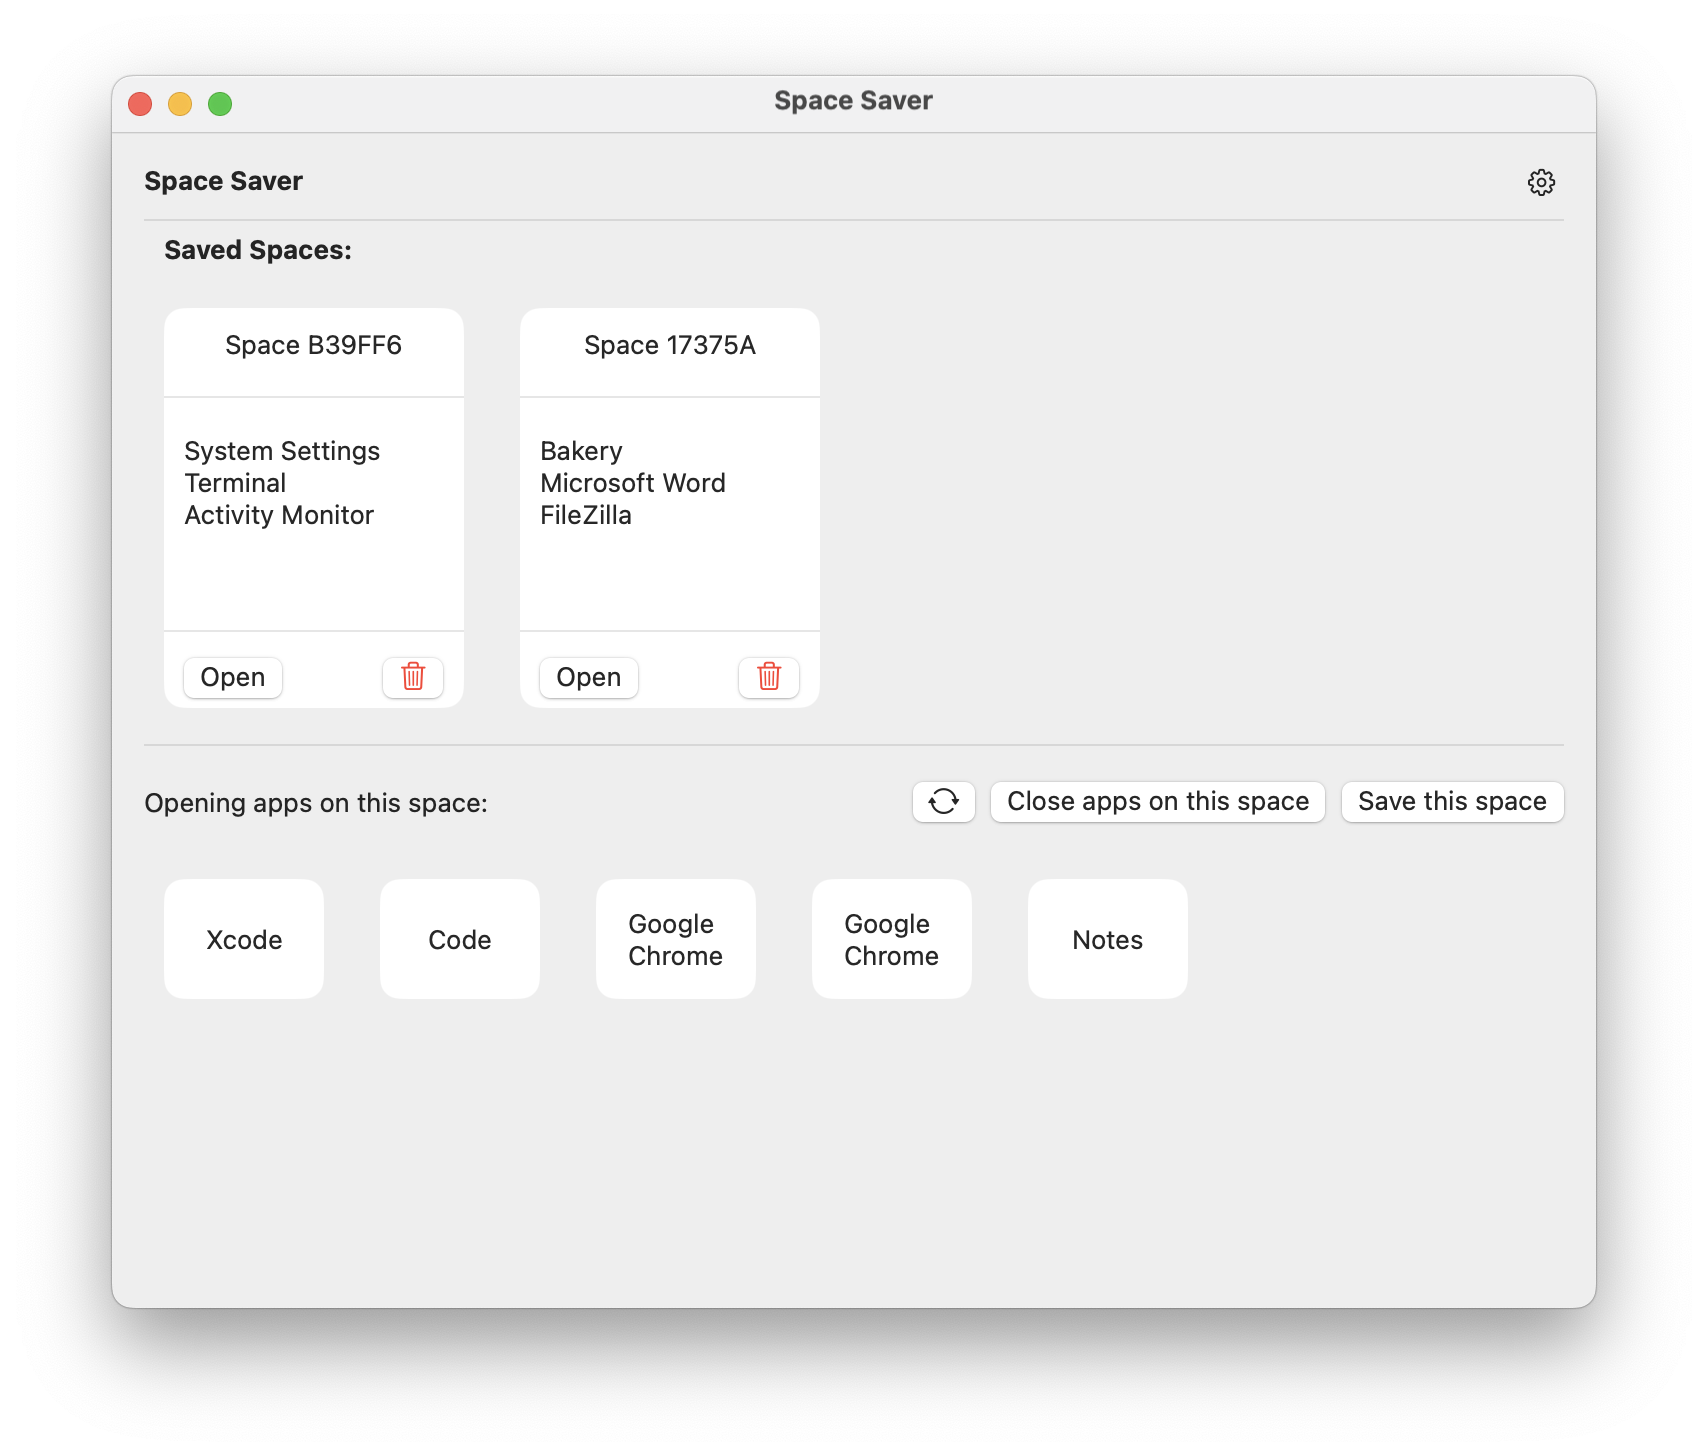 Space Saver
Space Saver
Saved Spaces:
Space B39FF6
System Settings
Terminal
Activity Monitor
Open
Space 17375A
Bakery
Microsoft Word
FileZilla
Open
Opening apps on this space:
Close apps on this space
Save this space
Xcode
Code
Google
Chrome
Google
Chrome
Notes